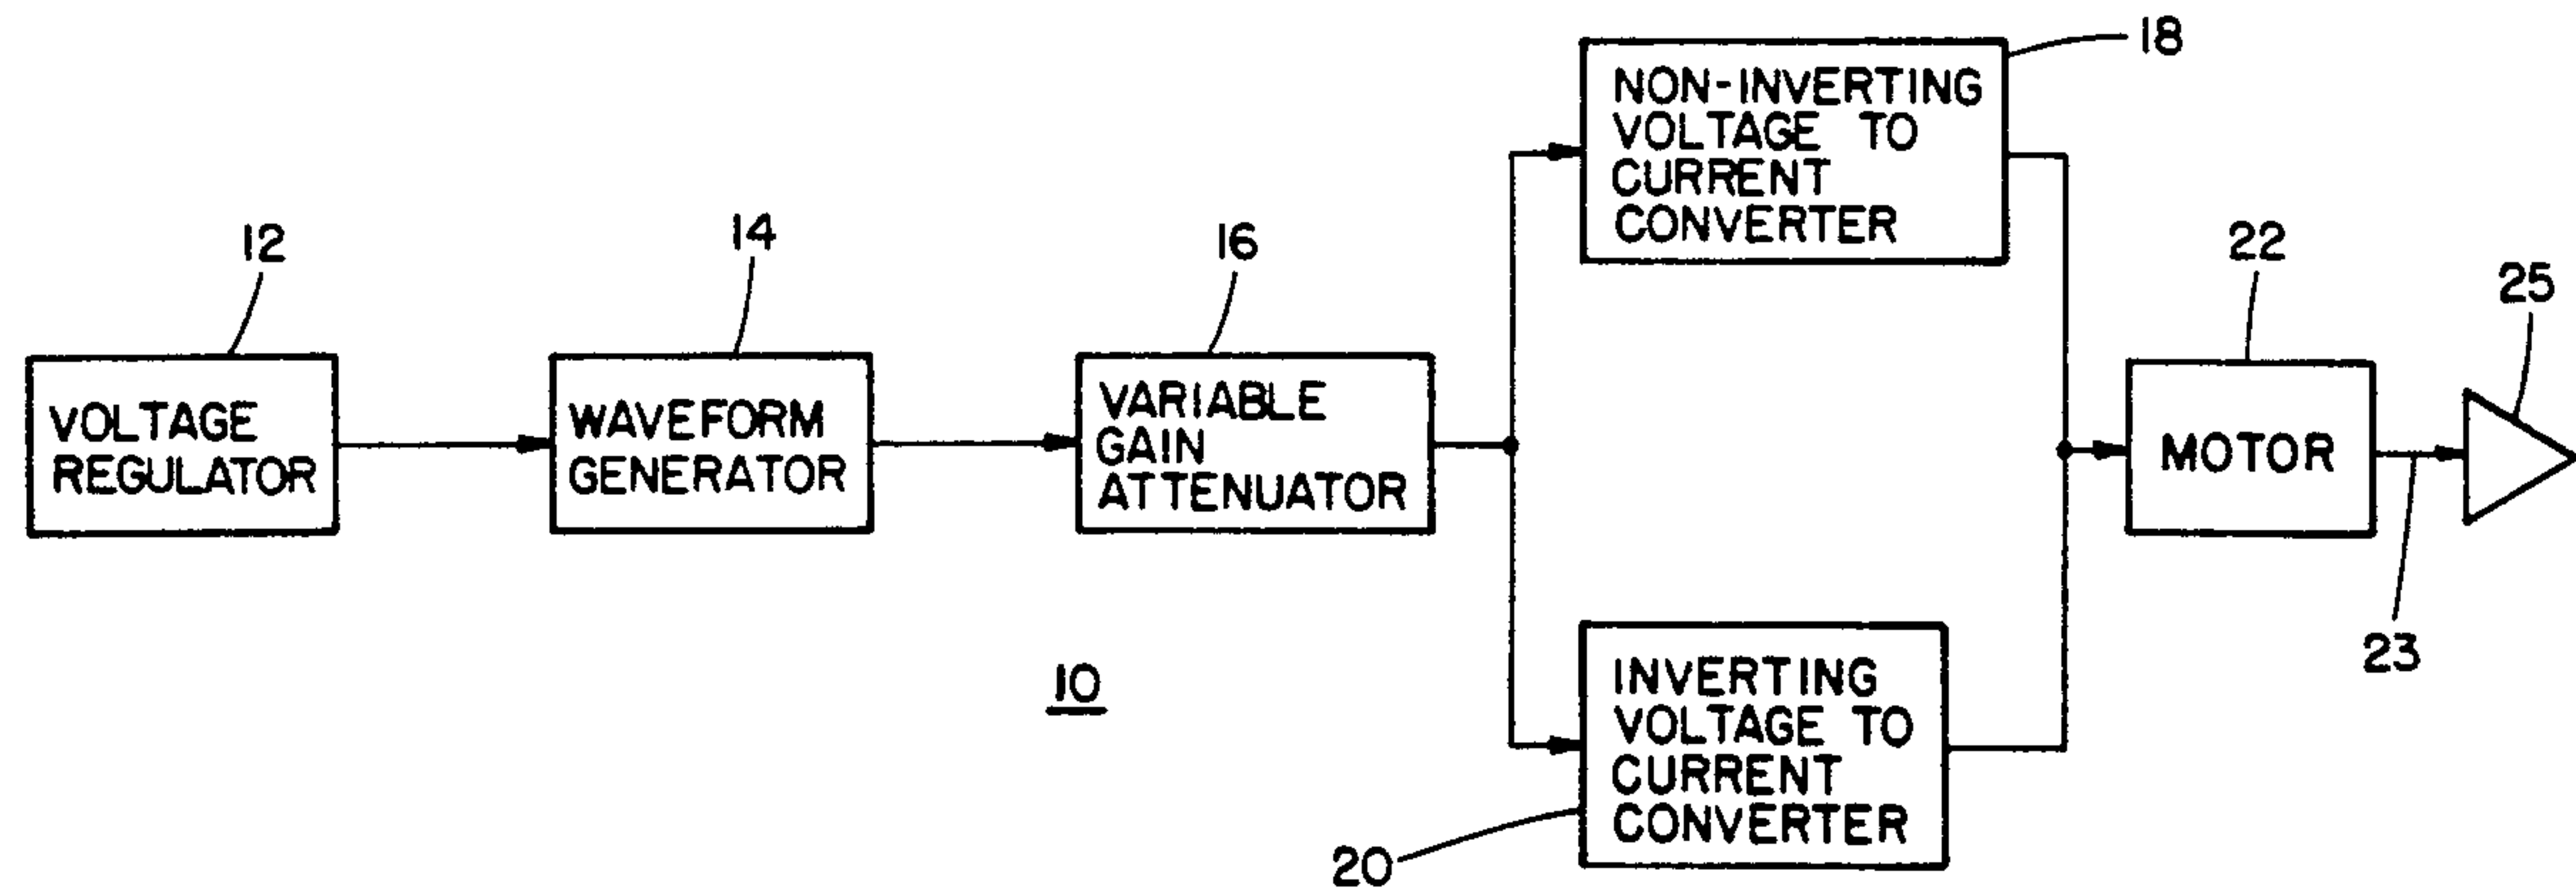 18
NON-INVERTING
VOLTAGE TO
CURRENT
CONVERTER
12
14
16
22
25
VOLTAGE
REGULATOR
WAVEFORM
GENERATOR
VARIABLE
GAIN
ATTENUATOR
MOTOR
23
10
INVERTING
VOLTAGE TO
CURRENT
CONVERTER
20